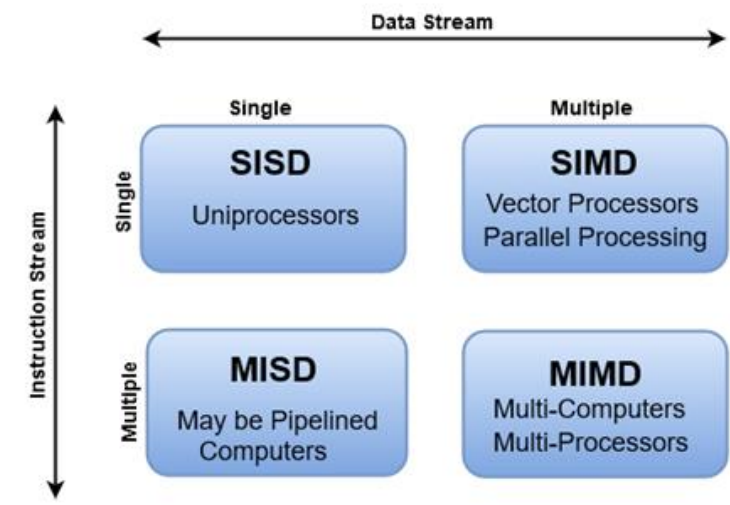 Data Stream
Single
Multiple
Instruction Stream
SIngle
SISD
Uniprocessors
SIMD
Vector Processors
Parallel Processing
Multiple
MISD
May be Pipelined
Computers
MIMD
Multi-Computers
Multi-Processors